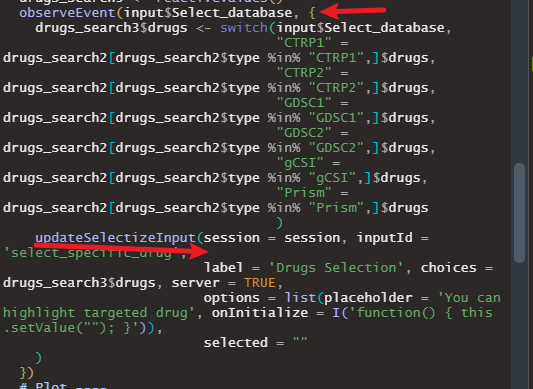 observeEvent(input$Select_database, {
drugs_search3$drugs <- switch(input$Select_database,
"CTRP1" =
drugs_search2[drugs_search2$type %in% "CTRP1",]$drugs,
"CTRP2" =
drugs_search2[drugs_search2$type %in% "CTRP2",]$drugs,
"GDSC1" =
drugs_search2[drugs_search2$type %in% "GDSC1",]$drugs,
"GDSC2" =
drugs_search2[drugs_search2$type %in% "GDSC2",]$drugs,
"gCSI" =
drugs_search2[drugs_search2$type %in% "gCSI",]$drugs,
"Prism" =
drugs_search2[drugs_search2$type %in% "Prism",]$drugs
)
updateSelectizeInput(session = session, inputId =
'select_specific_drug',
label = 'Drugs Selection', choices =
drugs_search3$drugs, server = TRUE,
options = list(placeholder = 'You can
highlight targeted drug', onInitialize = I('function() { this
.setValue(""); }')),
selected = ""
)
})
# Plot ----